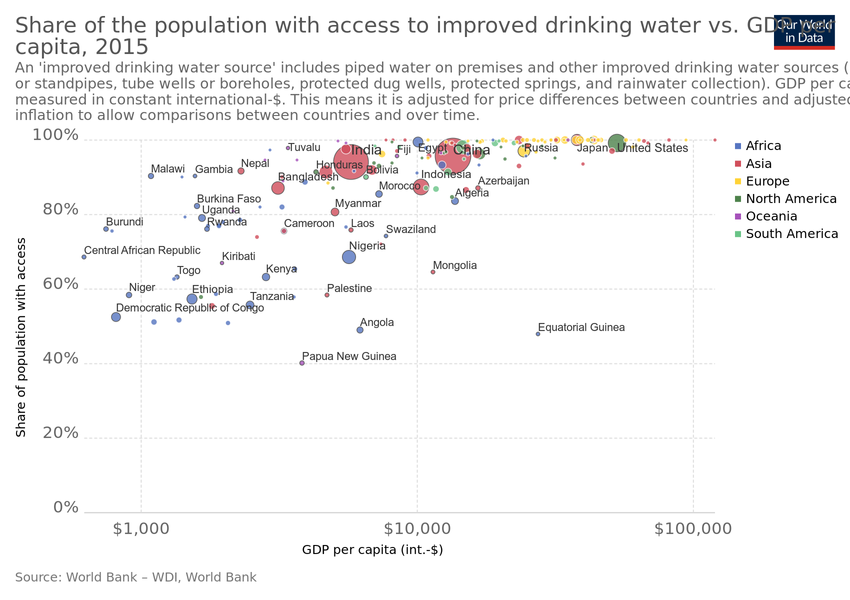 Share of the population with access to improved drinking water vs. GDP per
capita, 2015
Our World
in Data
An 'improved drinking water source' includes piped water on premises and other improved drinking water sources (
or standpipes, tube wells or boreholes, protected dug wells, protected springs, and rainwater collection). GDP per ca
measured in constant international-$. This means it is adjusted for price differences between countries and adjusted
inflation to allow comparisons between countries and over time.
100%
80%
60%
40%
20%
0%
Share of population with access
Tuvalu
India
Fiji
Egypt
China
Russia
Japan
United States
Malawi
Gambia
Nepal
Honduras
Bolivia
Bangladesh
Indonesia
Azerbaijan
Morocco
Algeria
Burkina Faso
Uganda
Rwanda
Myanmar
Burundi
Cameroon
Laos
Swaziland
Central African Republic
Kiribati
Nigeria
Togo
Kenya
Mongolia
Niger
Ethiopia
Tanzania
Palestine
Democratic Republic of Congo
Angola
Equatorial Guinea
Papua New Guinea
Africa
Asia
Europe
North America
Oceania
South America
$1,000
$10,000
$100,000
GDP per capita (int.-$)
Source: World Bank – WDI, World Bank